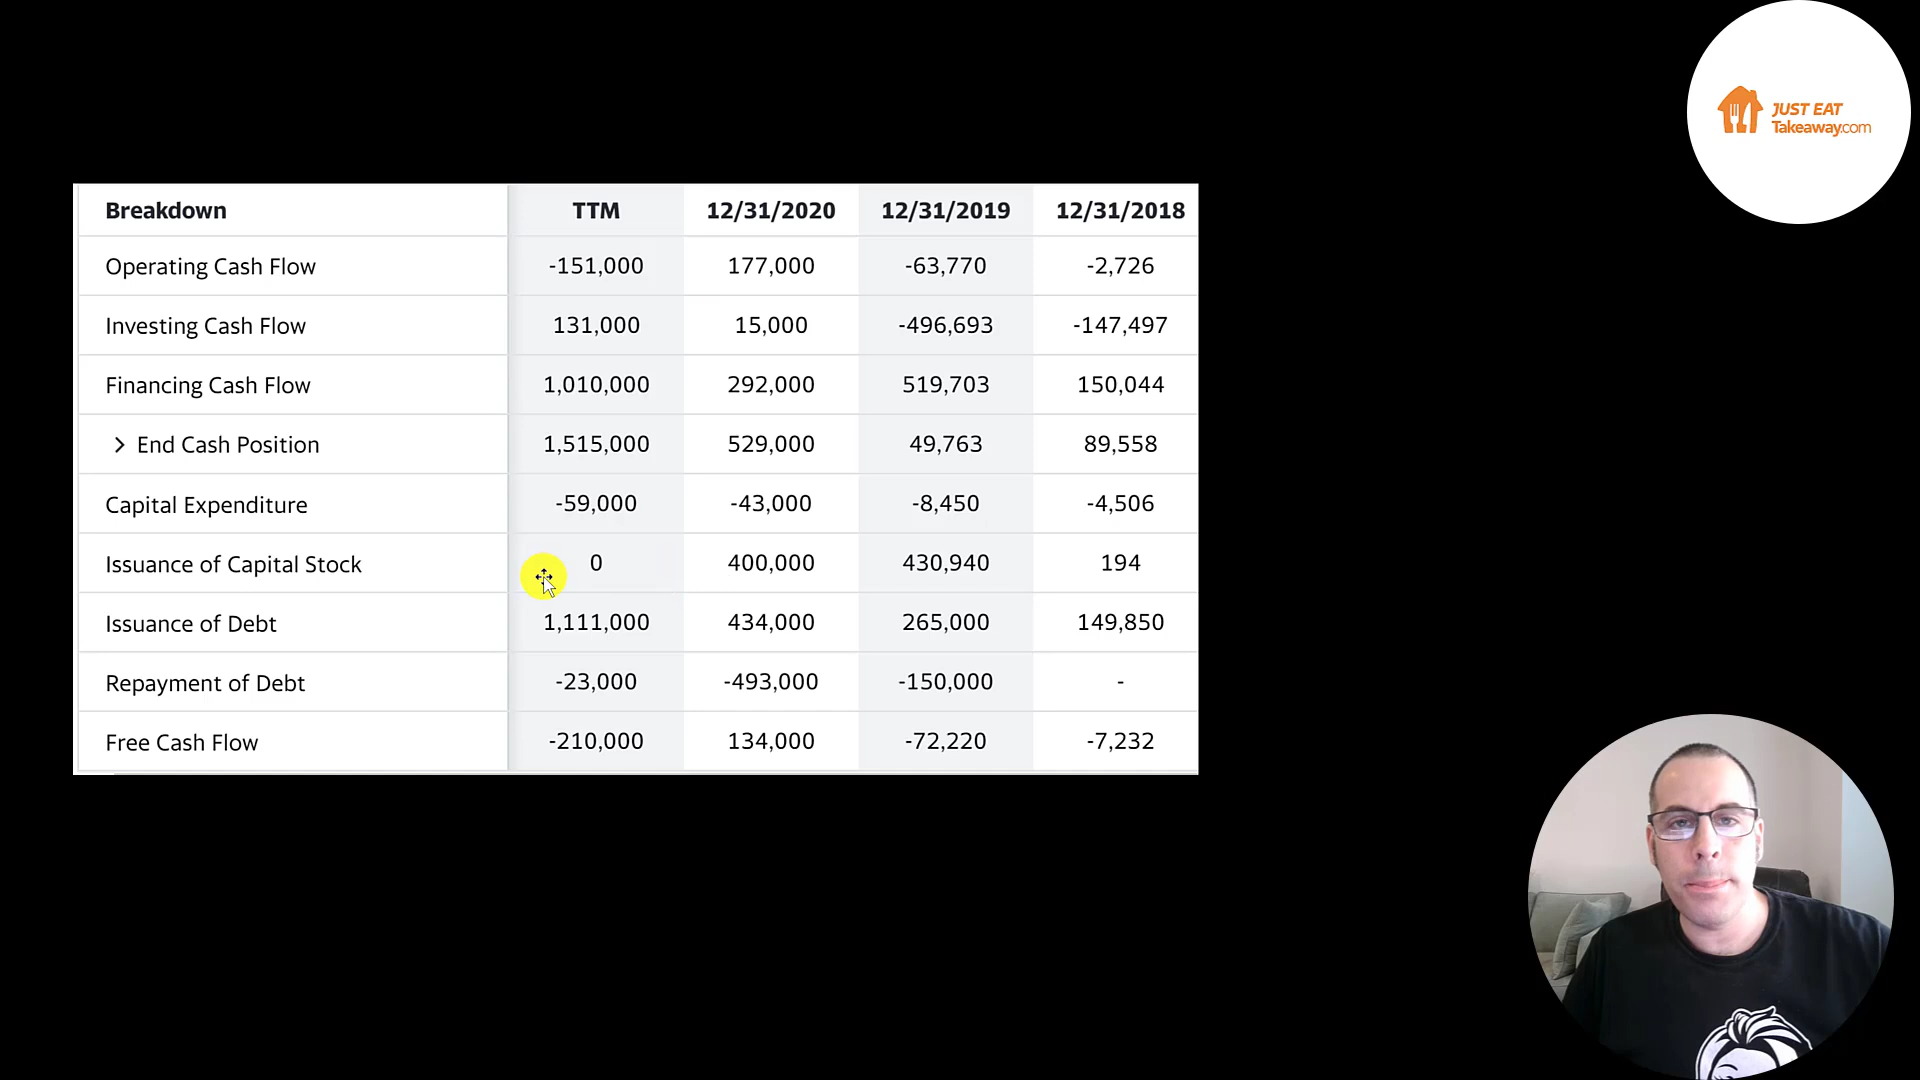 JUST EAT
Takeaway.com
Breakdown TTM 12/31/2020 12/31/2019 12/31/2018
Operating Cash Flow -151,000 177,000 -63,770 -2,726
Investing Cash Flow 131,000 15,000 -496,693 -147,497
Financing Cash Flow 1,010,000 292,000 519,703 150,044
End Cash Position 1,515,000 529,000 49,763 89,558
Capital Expenditure -59,000 -43,000 -8,450 -4,506
Issuance of Capital Stock 0 400,000 430,940 194
Issuance of Debt 1,111,000 434,000 265,000 149,850
Repayment of Debt -23,000 -493,000 -150,000 -
Free Cash Flow -210,000 134,000 -72,220 -7,232